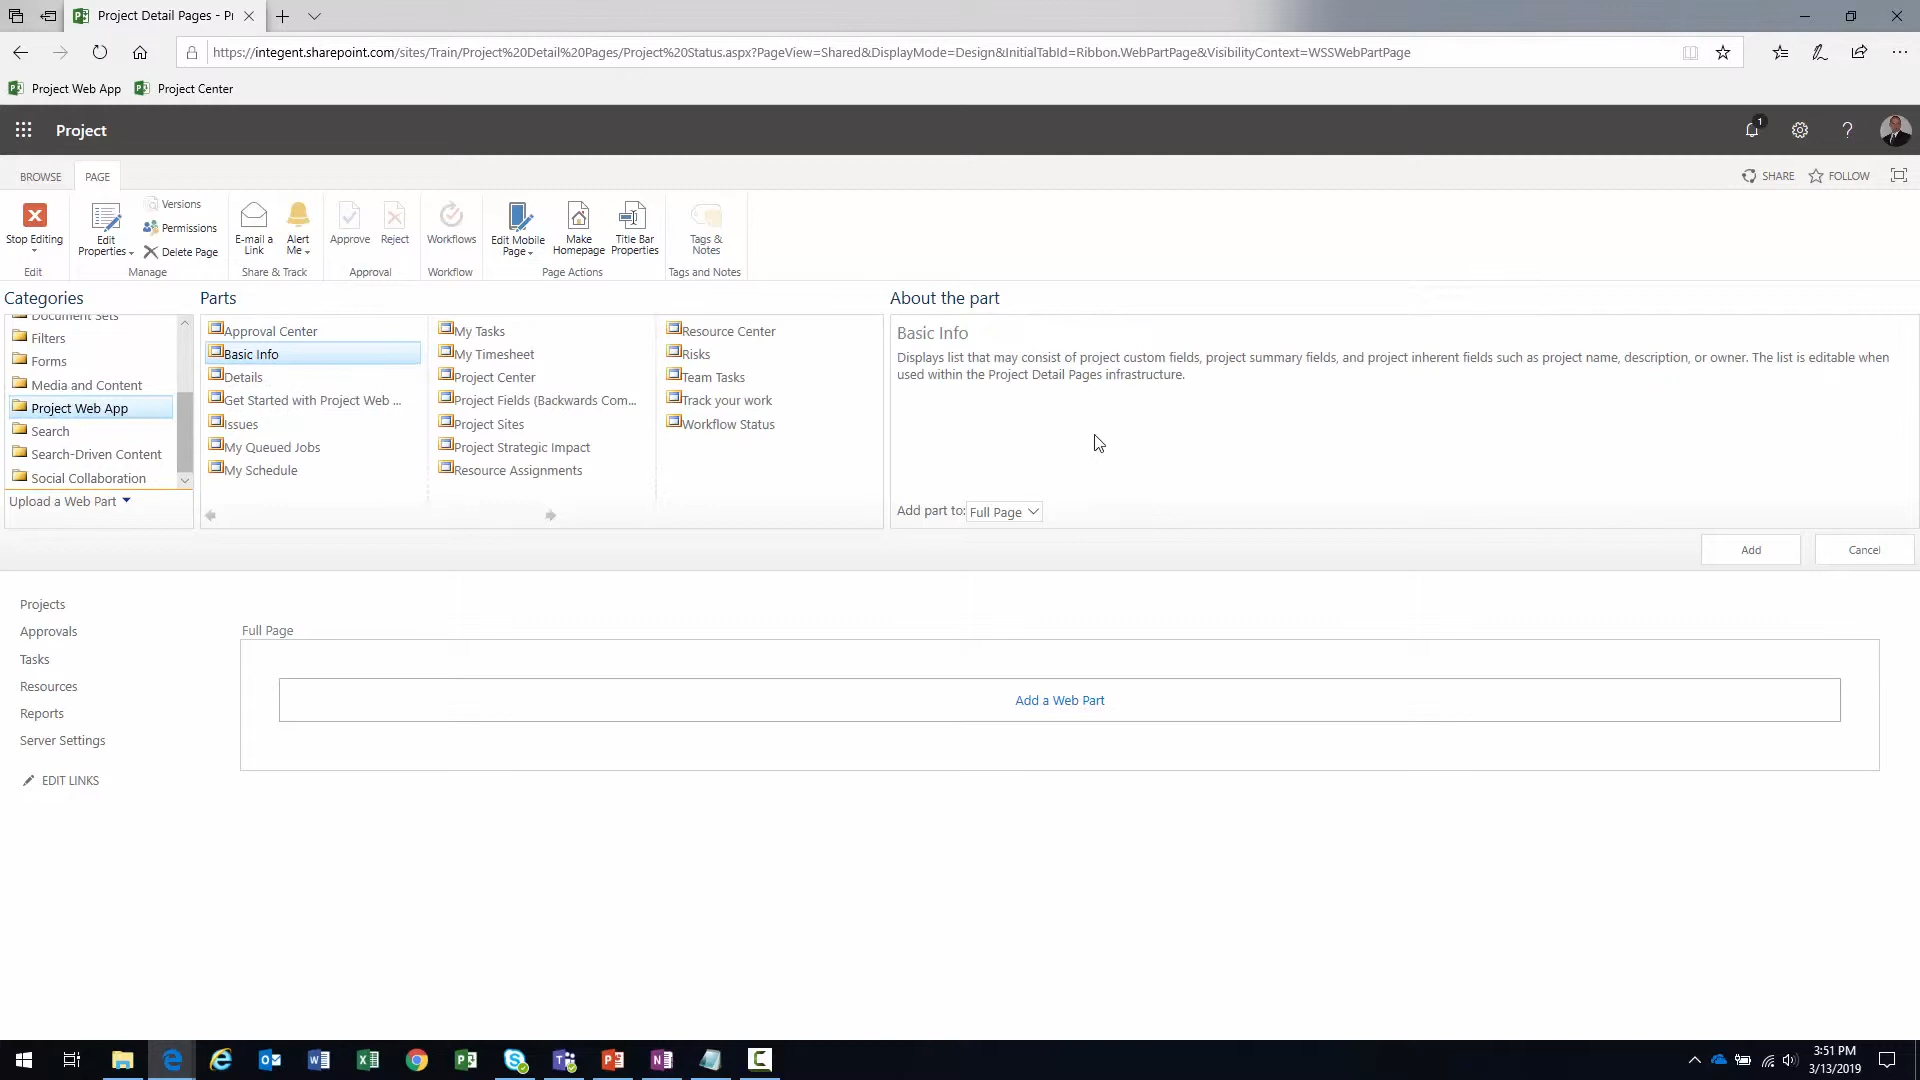 Project Detail Pages - Pr
https://integent.sharepoint.com/sites/Train/Project%20Detail%20Pages/Project%20Status.aspx?PageView=Shared&DisplayMode=Design&InitialTabId=Ribbon.WebPartPage&VisibilityContext=WSSWebPartPage
Project Web App Project Center
Project
1
?
BROWSE PAGE
SHARE FOLLOW
Stop Editing
Edit
Edit Properties
Versions
Permissions
Delete Page
Manage
E-mail a Link
Alert Me
Share & Track
Approve
Reject
Approval
Workflows
Workflow
Edit Mobile Page
Make Homepage
Title Bar Properties
Page Actions
Tags & Notes
Tags and Notes
Categories
Document Sets
Filters
Forms
Media and Content
Project Web App
Search
Search-Driven Content
Social Collaboration
Upload a Web Part
Parts
Approval Center
Basic Info
Details
Get Started with Project Web ...
Issues
My Queued Jobs
My Schedule
My Tasks
My Timesheet
Project Center
Project Fields (Backwards Com...
Project Sites
Project Strategic Impact
Resource Assignments
Resource Center
Risks
Team Tasks
Track your work
Workflow Status
About the part
Basic Info
Displays list that may consist of project custom fields, project summary fields, and project inherent fields such as project name, description, or owner. The list is editable when
used within the Project Detail Pages infrastructure.
Add part to: Full Page
Add Cancel
Projects
Approvals
Tasks
Resources
Reports
Server Settings
EDIT LINKS
Full Page
Add a Web Part
3:51 PM
3/13/2019